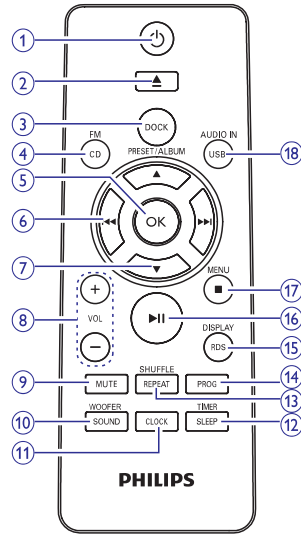 1
2
3 DOCK
FM AUDIO IN
4 CD PRESET/ALBUM USB 18
5
6 OK
7 MENU
+ 17
8 VOL 16
DISPLAY
− RDS 15
SHUFFLE
9 MUTE REPEAT PROG 14
13
WOOFER TIMER
10 SOUND CLOCK SLEEP 12
11
PHILIPS